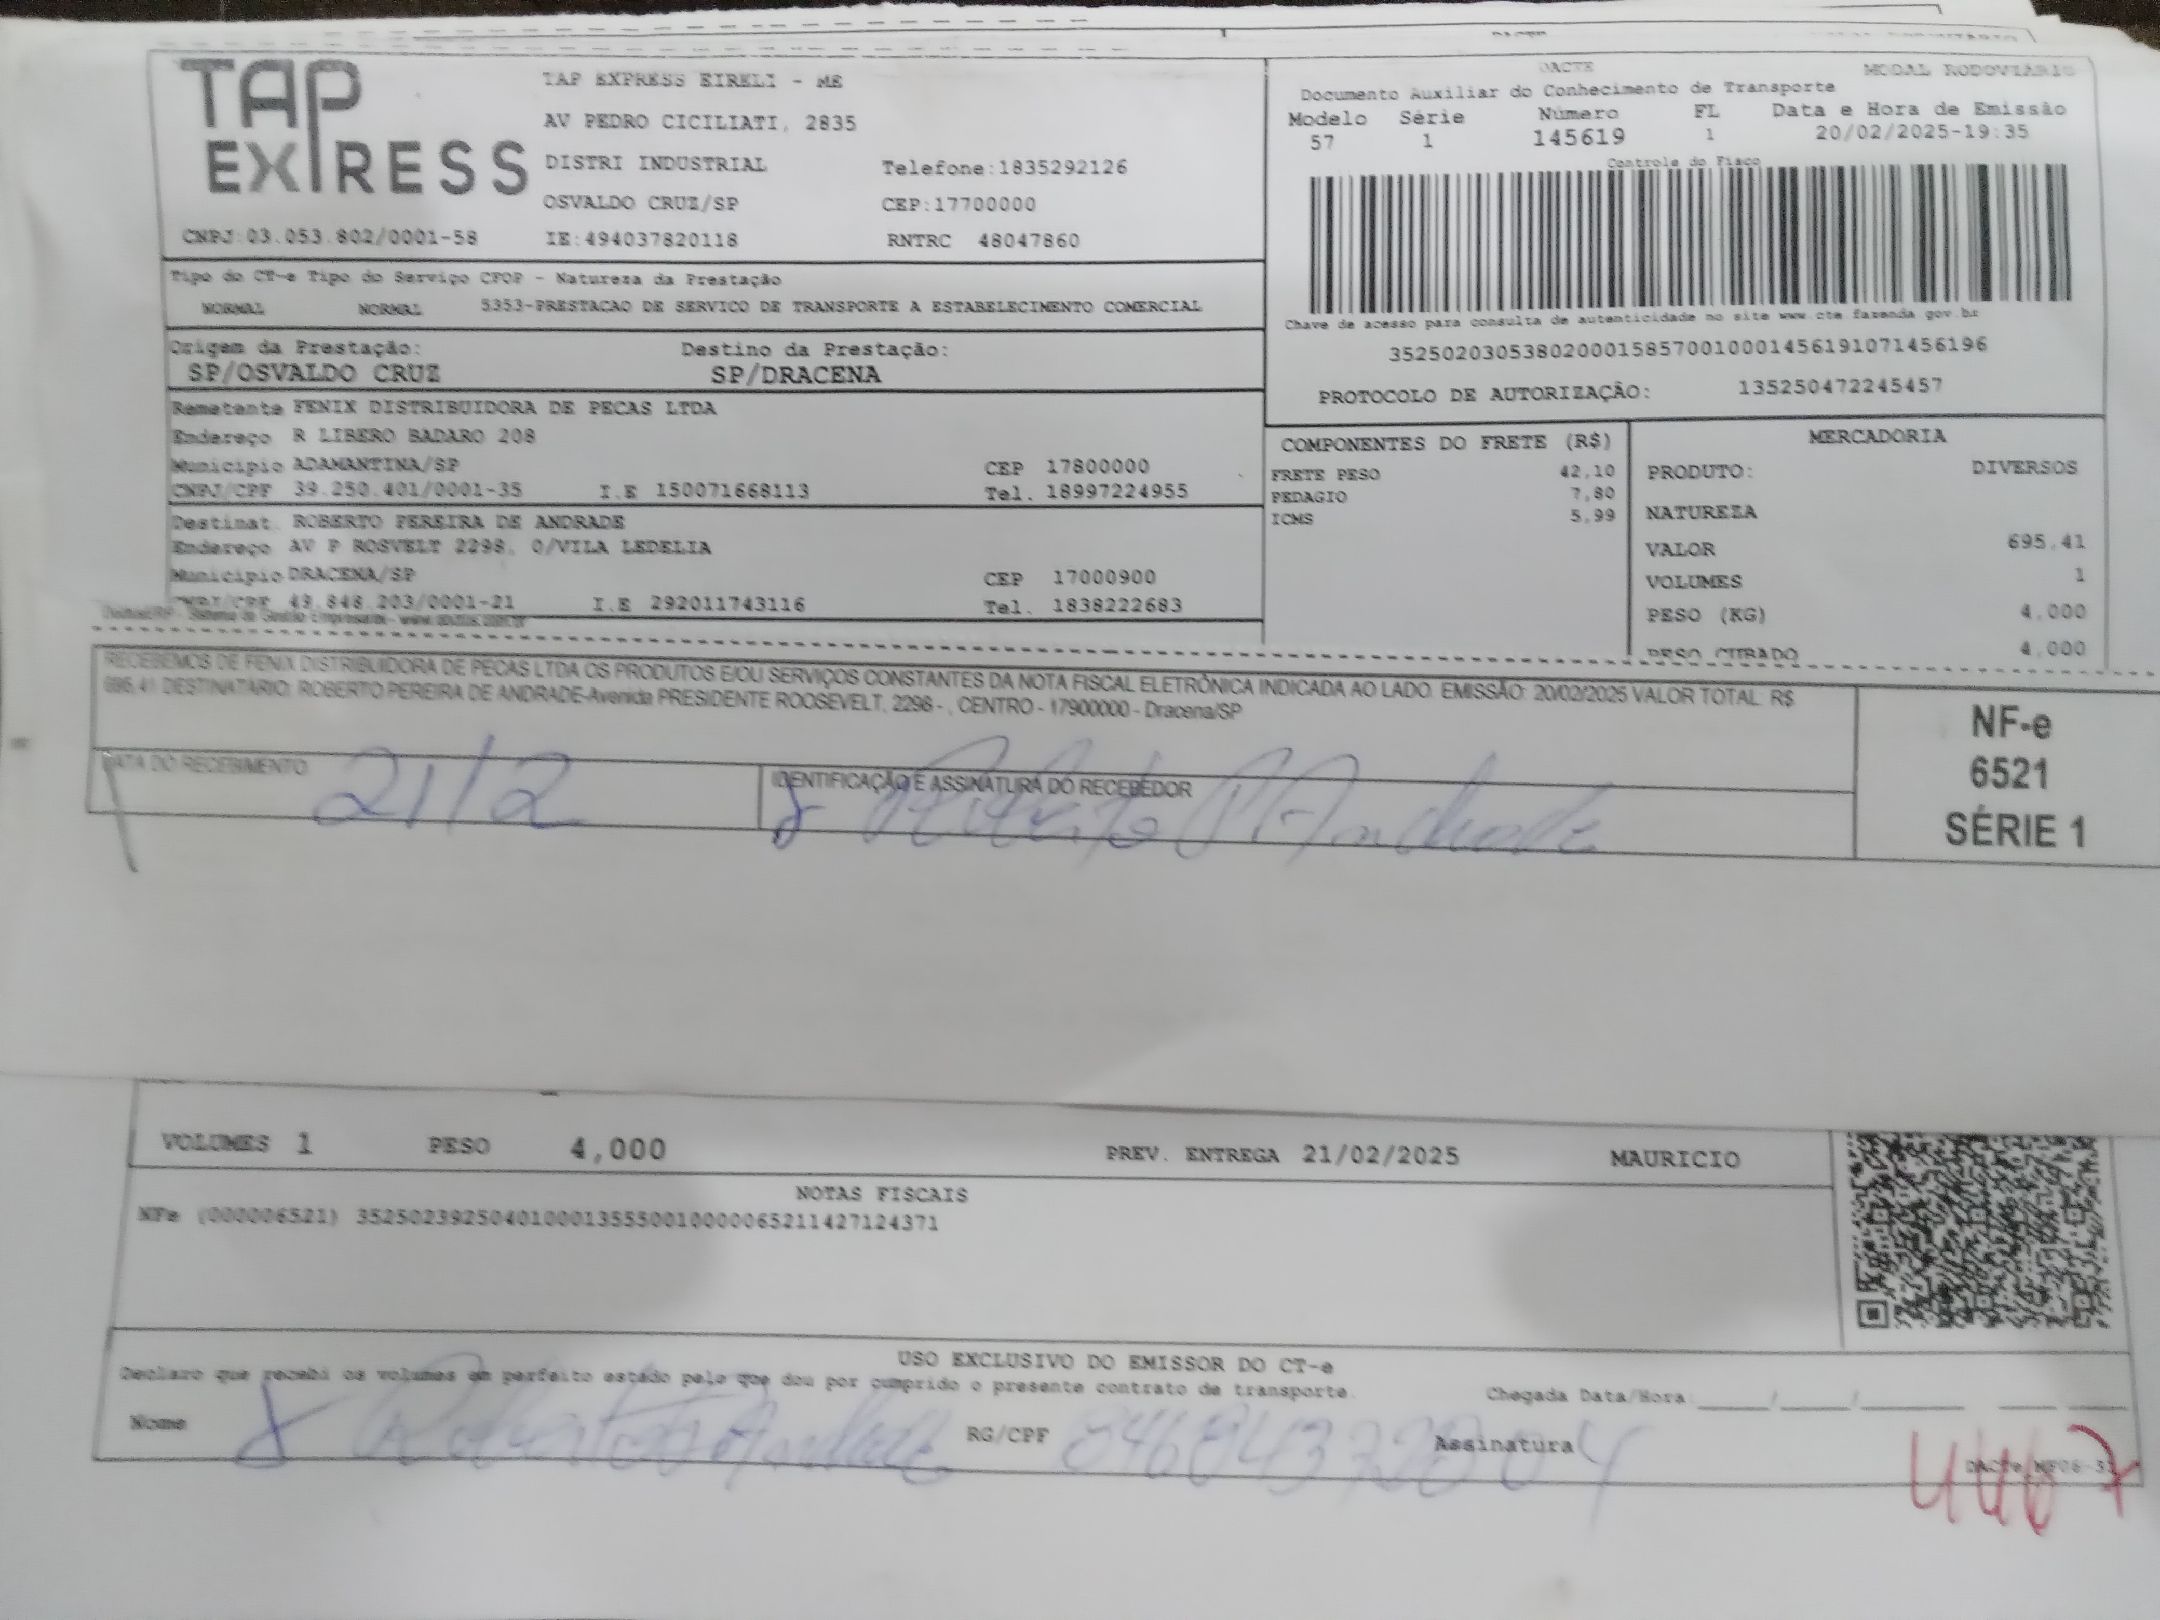 TAP EXPRESS
TAP EXPRESS EIRELI - ME
AV PEDRO CICILIATI, 2835
DISTRI INDUSTRIAL Telefone:1835292126
OSVALDO CRUZ/SP CEP:17700000
CNPJ:03.053.802/0001-58 IE:494037820118 RNTRC 48047860
DACTE MODAL RODOVIÁRIO
Documento Auxiliar do Conhecimento de Transporte
Modelo Série Número FL Data e Hora de Emissão
57 1 145619 1 20/02/2025-19:35
Controle do Fisco
Chave de acesso para consulta de autenticidade no site www.cte.fazenda.gov.br
35250203053802000158570010001456191071456196
PROTOCOLO DE AUTORIZAÇÃO: 135250472245457
Tipo do CT-e Tipo do Serviço CFOP - Natureza da Prestação
NORMAL NORMAL 5353-PRESTACAO DE SERVICO DE TRANSPORTE A ESTABELECIMENTO COMERCIAL
Origem da Prestação: Destino da Prestação:
SP/OSVALDO CRUZ SP/DRACENA
Remetente FENIX DISTRIBUIDORA DE PECAS LTDA
Endereço R LIBERO BADARO 208
Municipio ADAMANTINA/SP CEP 17800000
CNPJ/CPF 39.250.401/0001-35 I.E 150071668113 Tel. 18997224955
Destinat. ROBERTO PEREIRA DE ANDRADE
Endereço AV P ROSVELT 2298, 0/VILA LEDELIA
Municipio DRACENA/SP CEP 17000900
CNPJ/CPF 49.848.203/0001-21 I.E 292011743116 Tel. 1838222683
COMPONENTES DO FRETE (R$)
FRETE PESO 42,10
PEDAGIO 7,80
ICMS 5,99
MERCADORIA
PRODUTO: DIVERSOS
NATUREZA
VALOR 695,41
VOLUMES 1
PESO (KG) 4,000
PESO CUBADO 4,000
RECEBEMOS DE FENIX DISTRIBUIDORA DE PECAS LTDA OS PRODUTOS E/OU SERVIÇOS CONSTANTES DA NOTA FISCAL ELETRÔNICA INDICADA AO LADO. EMISSÃO: 20/02/2025 VALOR TOTAL: R$
695,41 DESTINATÁRIO: ROBERTO PEREIRA DE ANDRADE-Avenida PRESIDENTE ROOSEVELT, 2298 - , CENTRO - 17900000 - Dracena/SP
DATA DO RECEBIMENTO IDENTIFICAÇÃO E ASSINATURA DO RECEBEDOR
21/2 Roberto P Andrade
NF-e
6521
SÉRIE 1
VOLUMES 1 PESO 4,000 PREV. ENTREGA 21/02/2025 MAURICIO
NOTAS FISCAIS
NFe (000006521) 35250239250401000135550010000065211427124371
USO EXCLUSIVO DO EMISSOR DO CT-e
Declaro que recebi os volumes em perfeito estado pelo que dou por cumprido o presente contrato de transporte.
Chegada Data/Hora
Nome RG/CPF Assinatura